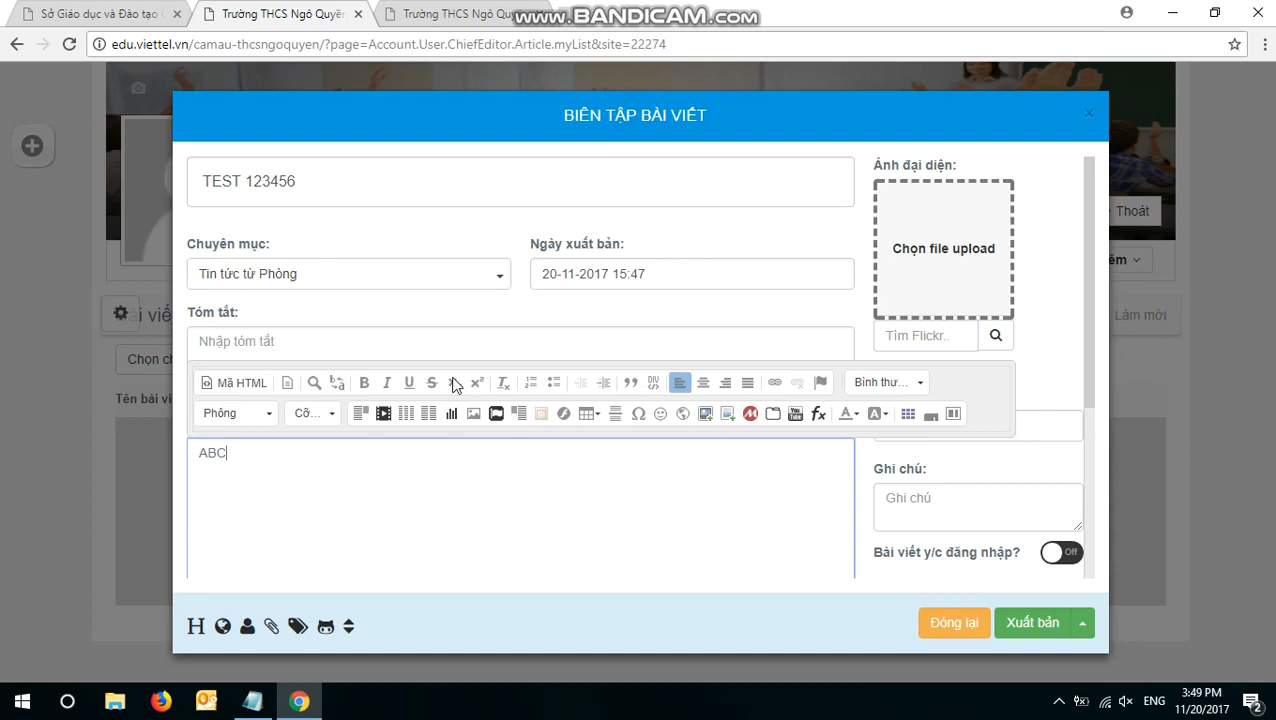 Sở Giáo dục và Đào tạo
Trường THCS Ngô Quyền
Trường THCS Ngô Quyền
www.BANDICAM.com
edu.viettel.vn/camau-thcsngoquyen/?page=Account.User.ChiefEditor.Article.myList&site=22274
BIÊN TẬP BÀI VIẾT
×
TEST 123456
Ảnh đại diện:
Chọn file upload
Thoát
Chuyên mục:
Ngày xuất bản:
Tin tức từ Phòng
20-11-2017 15:47
Tóm tắt:
Làm mới
Nhập tóm tắt
Tìm Flickr..
Chọn
Mã HTML
Bình thư...
Tên bài
Phông
Cỡ...
ABC
Ghi chú:
Ghi chú
Bài viết y/c đăng nhập?
Off
Đóng lại
Xuất bản
ENG
3:49 PM
11/20/2017
2